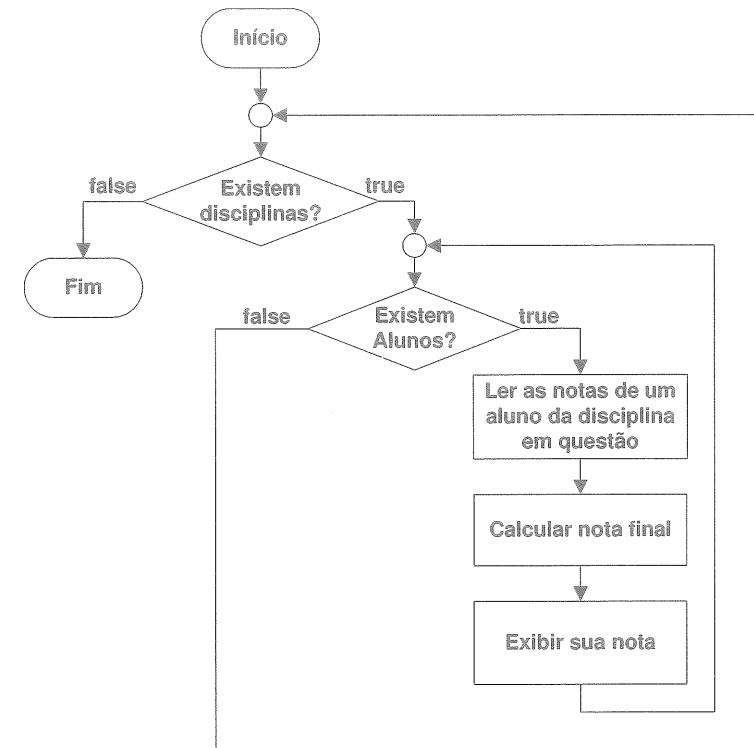 Início
false
Existem
disciplinas?
true
Fim
false
Existem
Alunos?
true
Ler as notas de um
aluno da disciplina
em questão
Calcular nota final
Exibir sua nota